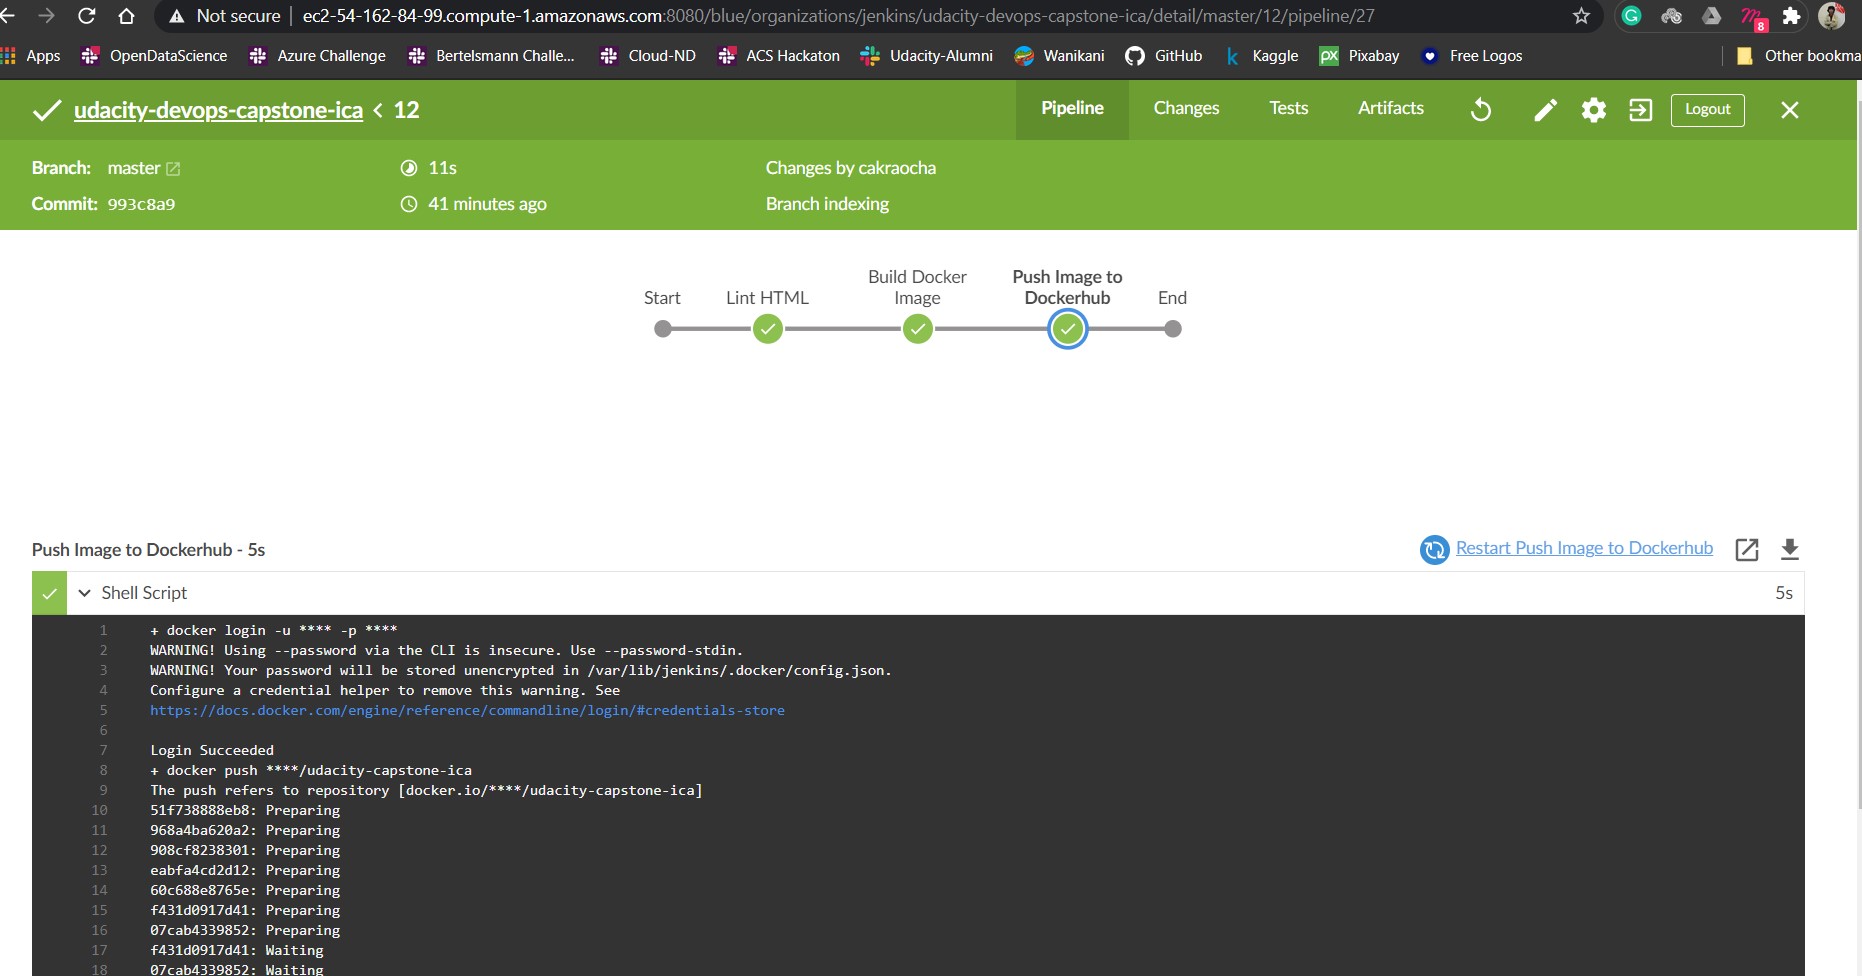 Not secure | ec2-54-162-84-99.compute-1.amazonaws.com:8080/blue/organizations/jenkins/udacity-devops-capstone-ica/detail/master/12/pipeline/27
8
Apps OpenDataScience Azure Challenge Bertelsmann Challe... Cloud-ND ACS Hackaton Udacity-Alumni Wanikani GitHub k Kaggle px Pixabay Free Logos Other bookma
udacity-devops-capstone-ica < 12 Pipeline Changes Tests Artifacts Logout
Branch: master 11s Changes by cakraocha
Commit: 993c8a9 41 minutes ago Branch indexing
Start Lint HTML Build Docker Image Push Image to Dockerhub End
Push Image to Dockerhub - 5s Restart Push Image to Dockerhub
Shell Script 5s
1 + docker login -u **** -p ****
2 WARNING! Using --password via the CLI is insecure. Use --password-stdin.
3 WARNING! Your password will be stored unencrypted in /var/lib/jenkins/.docker/config.json.
4 Configure a credential helper to remove this warning. See
5 https://docs.docker.com/engine/reference/commandline/login/#credentials-store
6
7 Login Succeeded
8 + docker push ****/udacity-capstone-ica
9 The push refers to repository [docker.io/****/udacity-capstone-ica]
10 51f738888eb8: Preparing
11 968a4ba620a2: Preparing
12 908cf8238301: Preparing
13 eabfa4cd2d12: Preparing
14 60c688e8765e: Preparing
15 f431d0917d41: Preparing
16 07cab4339852: Preparing
17 f431d0917d41: Waiting
18 07cab4339852: Waiting